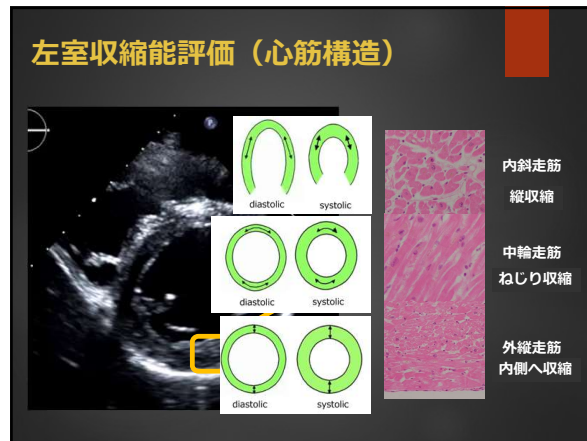 左室収縮能評価（心筋構造）
diastolic
systolic
diastolic
systolic
diastolic
systolic
内斜走筋
縦収縮
中輪走筋
ねじり収縮
外縦走筋
内側へ収縮